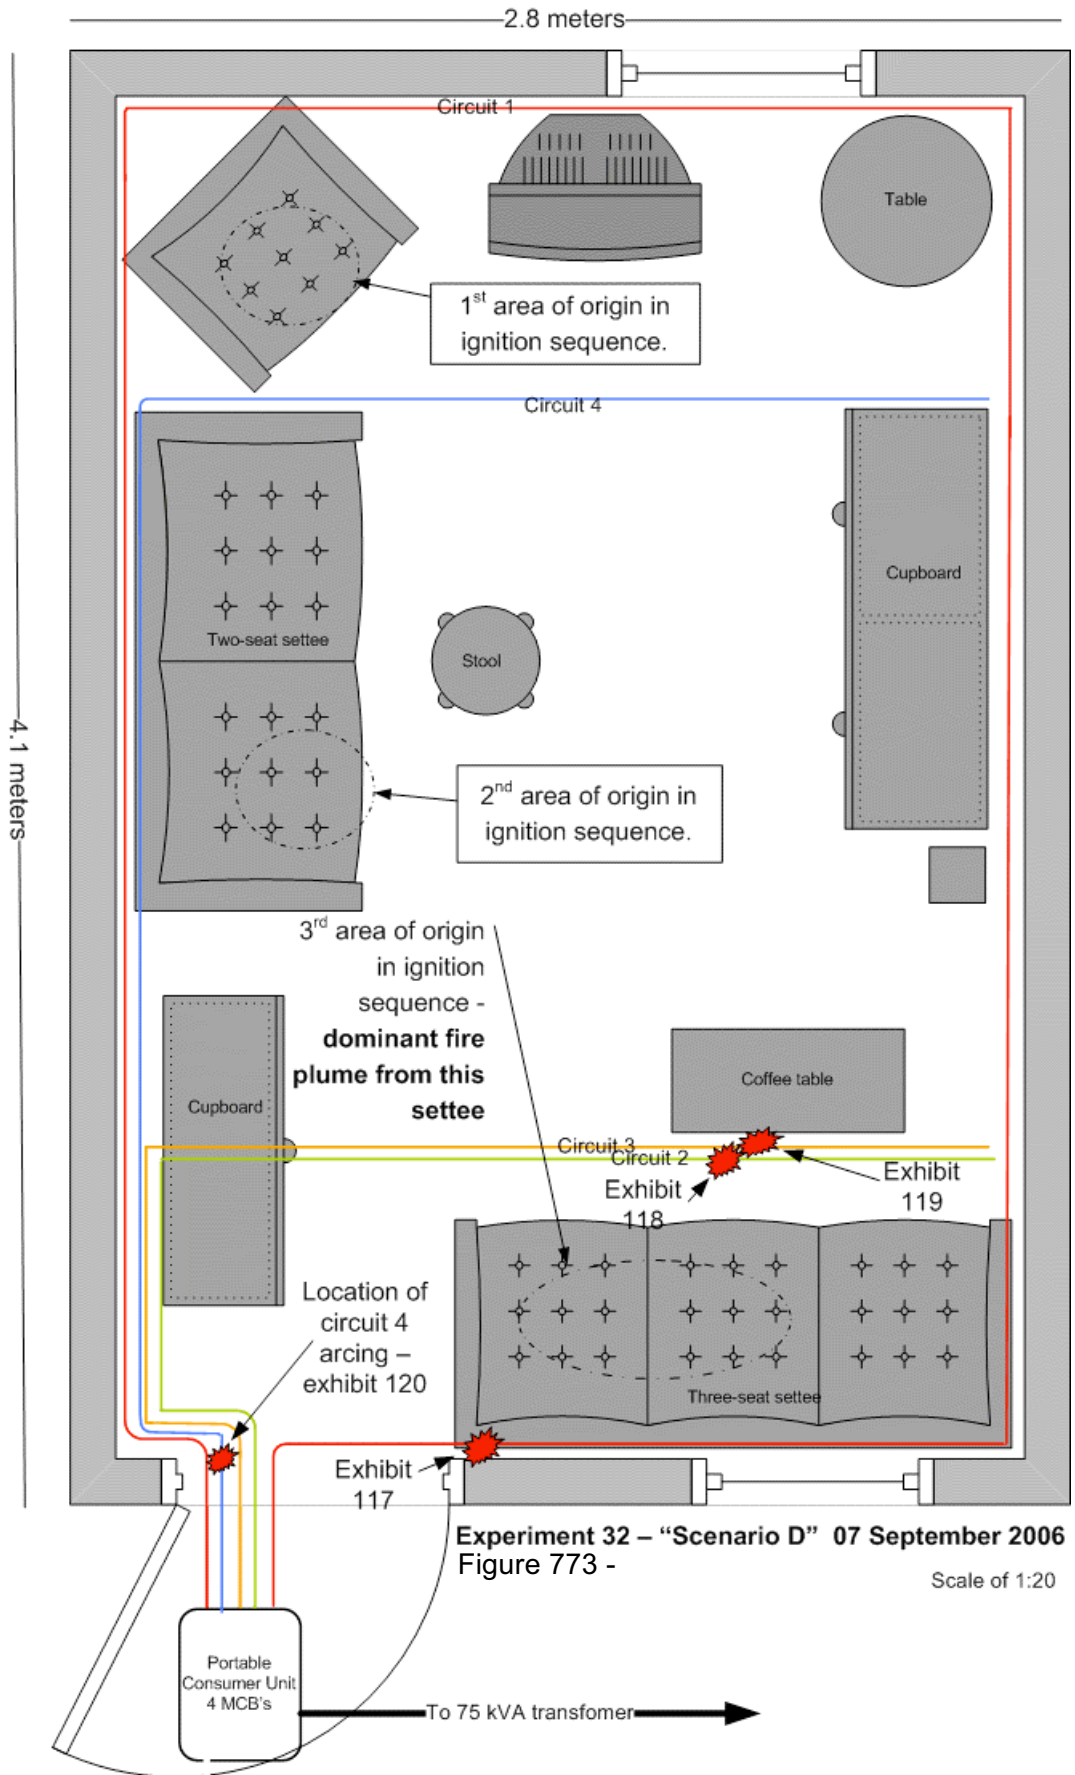 2.8 meters
Circuit 1
Table
1st area of origin in
ignition sequence.
Circuit 4
Cupboard
Two-seat settee
Stool
4.1 meters
2nd area of origin in
ignition sequence.
3rd area of origin
in ignition
sequence -
dominant fire
plume from this
settee
Coffee table
Cupboard
Circuit 3
Circuit 2
Exhibit
118
Exhibit
119
Location of
circuit 4
arcing –
exhibit 120
Three-seat settee
Exhibit
117
Experiment 32 – “Scenario D” 07 September 2006
Figure 773 -
Scale of 1:20
Portable
Consumer Unit
4 MCB's
To 75 kVA transfomer